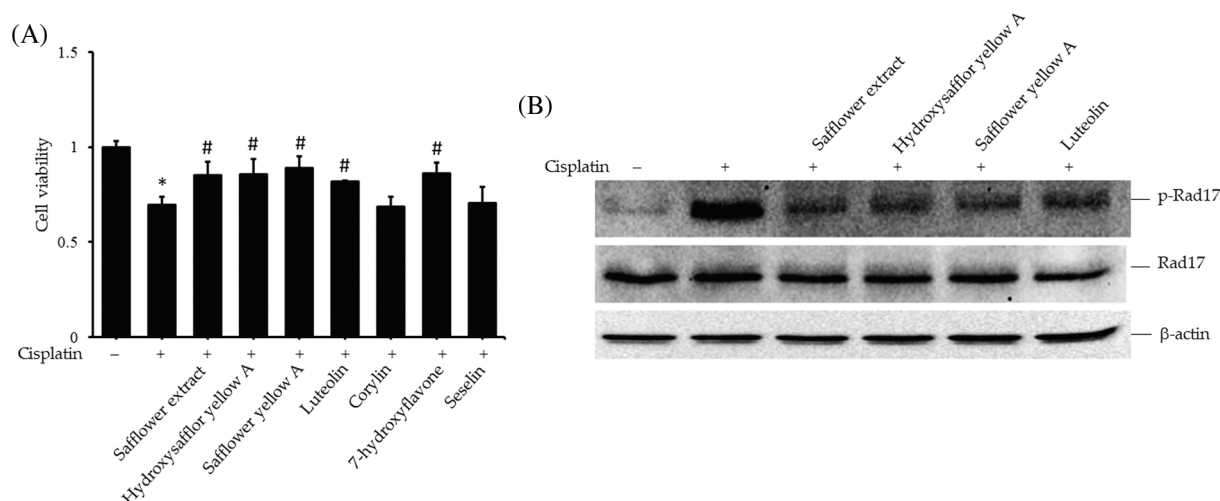 (A)
1.5
1
0.5
0
Cell viability
* # # # # #
Cisplatin – + + + + + + + +
Safflower extract
Hydroxysafflor yellow A
Safflower yellow A
Luteolin
Corylin
7-hydroxyflavone
Seselin
(B)
Safflower extract
Hydroxysafflor yellow A
Safflower yellow A
Luteolin
Cisplatin – + + + + +
p-Rad17
Rad17
β-actin